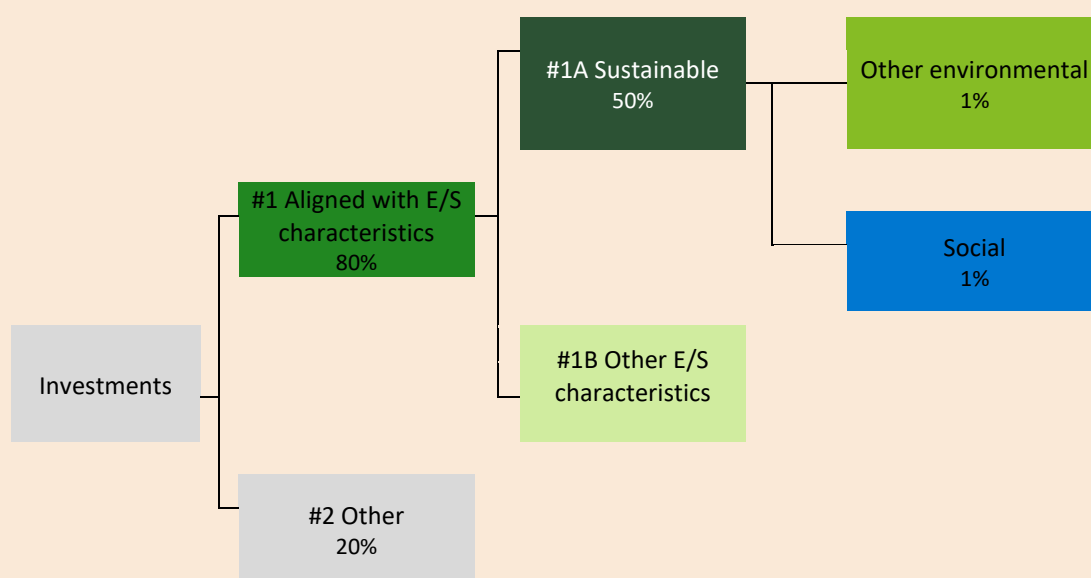 #1A Sustainable
50%
Other environmental
1%
#1 Aligned with E/S
characteristics
80%
Social
1%
Investments
#1B Other E/S
characteristics
#2 Other
20%